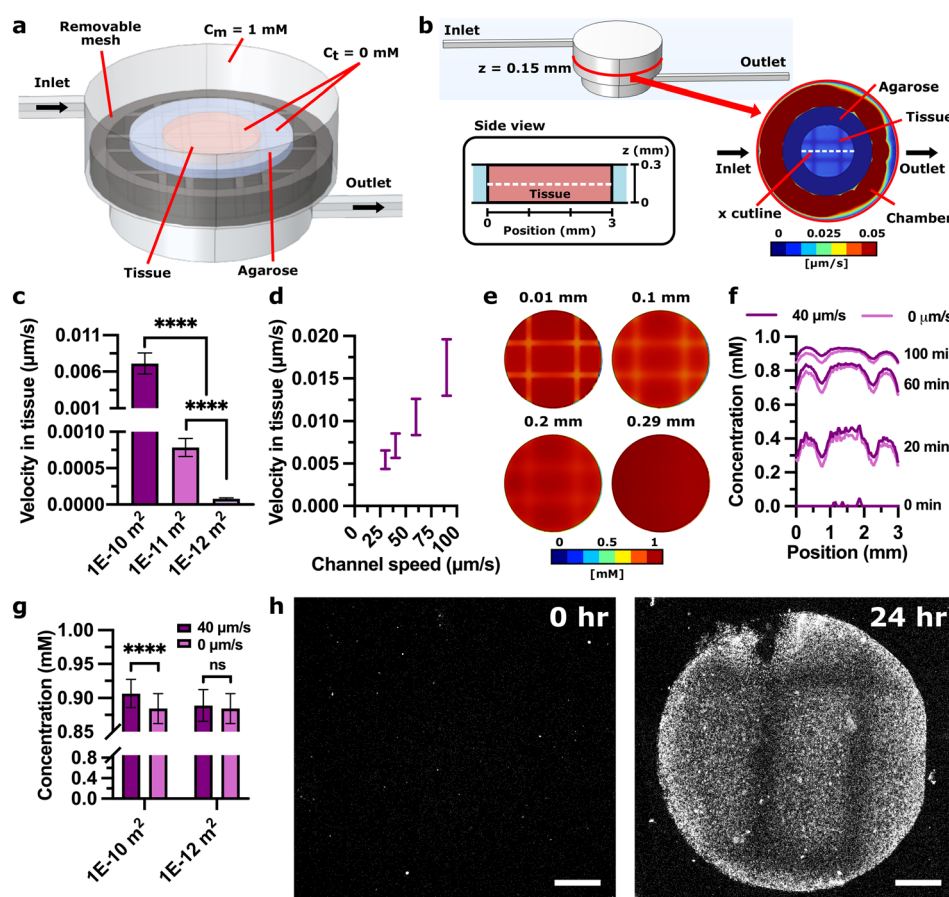 a
Removable
mesh
Cm = 1 mM
Ct = 0 mM
Inlet
Outlet
Tissue
Agarose
b
Inlet
z = 0.15 mm
Outlet
Agarose
Tissue
Side view
z (mm)
0.3
Tissue
0
0
3
Position (mm)
Inlet
Outlet
x cutline
Chamber
0
0.025
0.05
[µm/s]
c
Velocity in tissue (µm/s)
0.011
0.006
0.001
0.0010
0.0005
0.0000
****
****
1E-10 m²
1E-11 m²
1E-12 m²
d
Velocity in tissue (µm/s)
0.020
0.015
0.010
0.005
0.000
0
25
50
75
100
Channel speed (µm/s)
e
0.01 mm
0.1 mm
0.2 mm
0.29 mm
0
0.5
1
[mM]
f
40 µm/s
0 µm/s
Concentration (mM)
1.0
0.8
0.6
0.4
0.2
0.0
100 min
60 min
20 min
0 min
0
1
2
3
Position (mm)
g
40 µm/s
0 µm/s
Concentration (mM)
1.00
0.95
0.90
0.85
0.8
0.4
0.0
****
ns
1E-10 m²
1E-12 m²
h
0 hr
24 hr